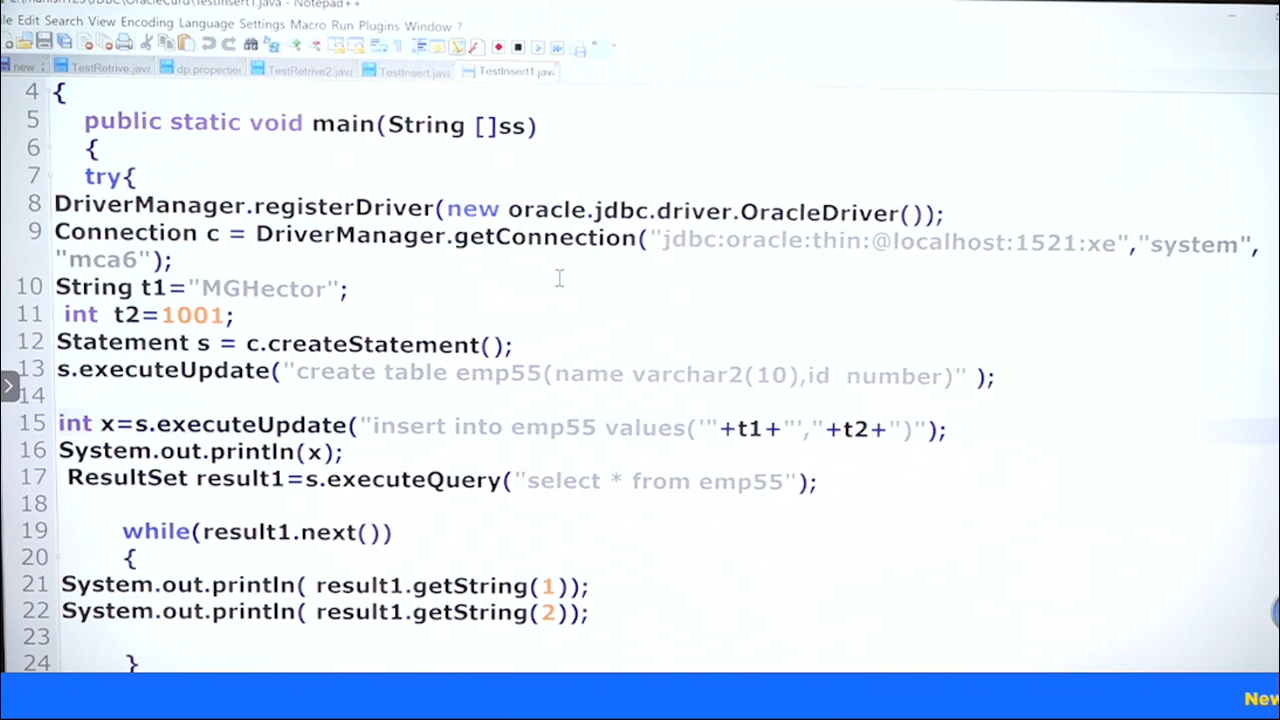 TestInsert1.java - Notepad++
Edit Search View Encoding Language Settings Macro Run Plugins Window ?
new TestRetrive.java dp.properties TestRetrive2.java TestInsert.java TestInsert1.java
4 {
5 public static void main(String []ss)
6 {
7 try{
8 DriverManager.registerDriver(new oracle.jdbc.driver.OracleDriver());
9 Connection c = DriverManager.getConnection("jdbc:oracle:thin:@localhost:1521:xe","system",
"mca6");
10 String t1="MGHector";
11 int t2=1001;
12 Statement s = c.createStatement();
13 s.executeUpdate("create table emp55(name varchar2(10),id number)" );
14
15 int x=s.executeUpdate("insert into emp55 values('"+t1+"',"+t2+")");
16 System.out.println(x);
17 ResultSet result1=s.executeQuery("select * from emp55");
18
19 while(result1.next())
20 {
21 System.out.println( result1.getString(1));
22 System.out.println( result1.getString(2));
23
24 }
New